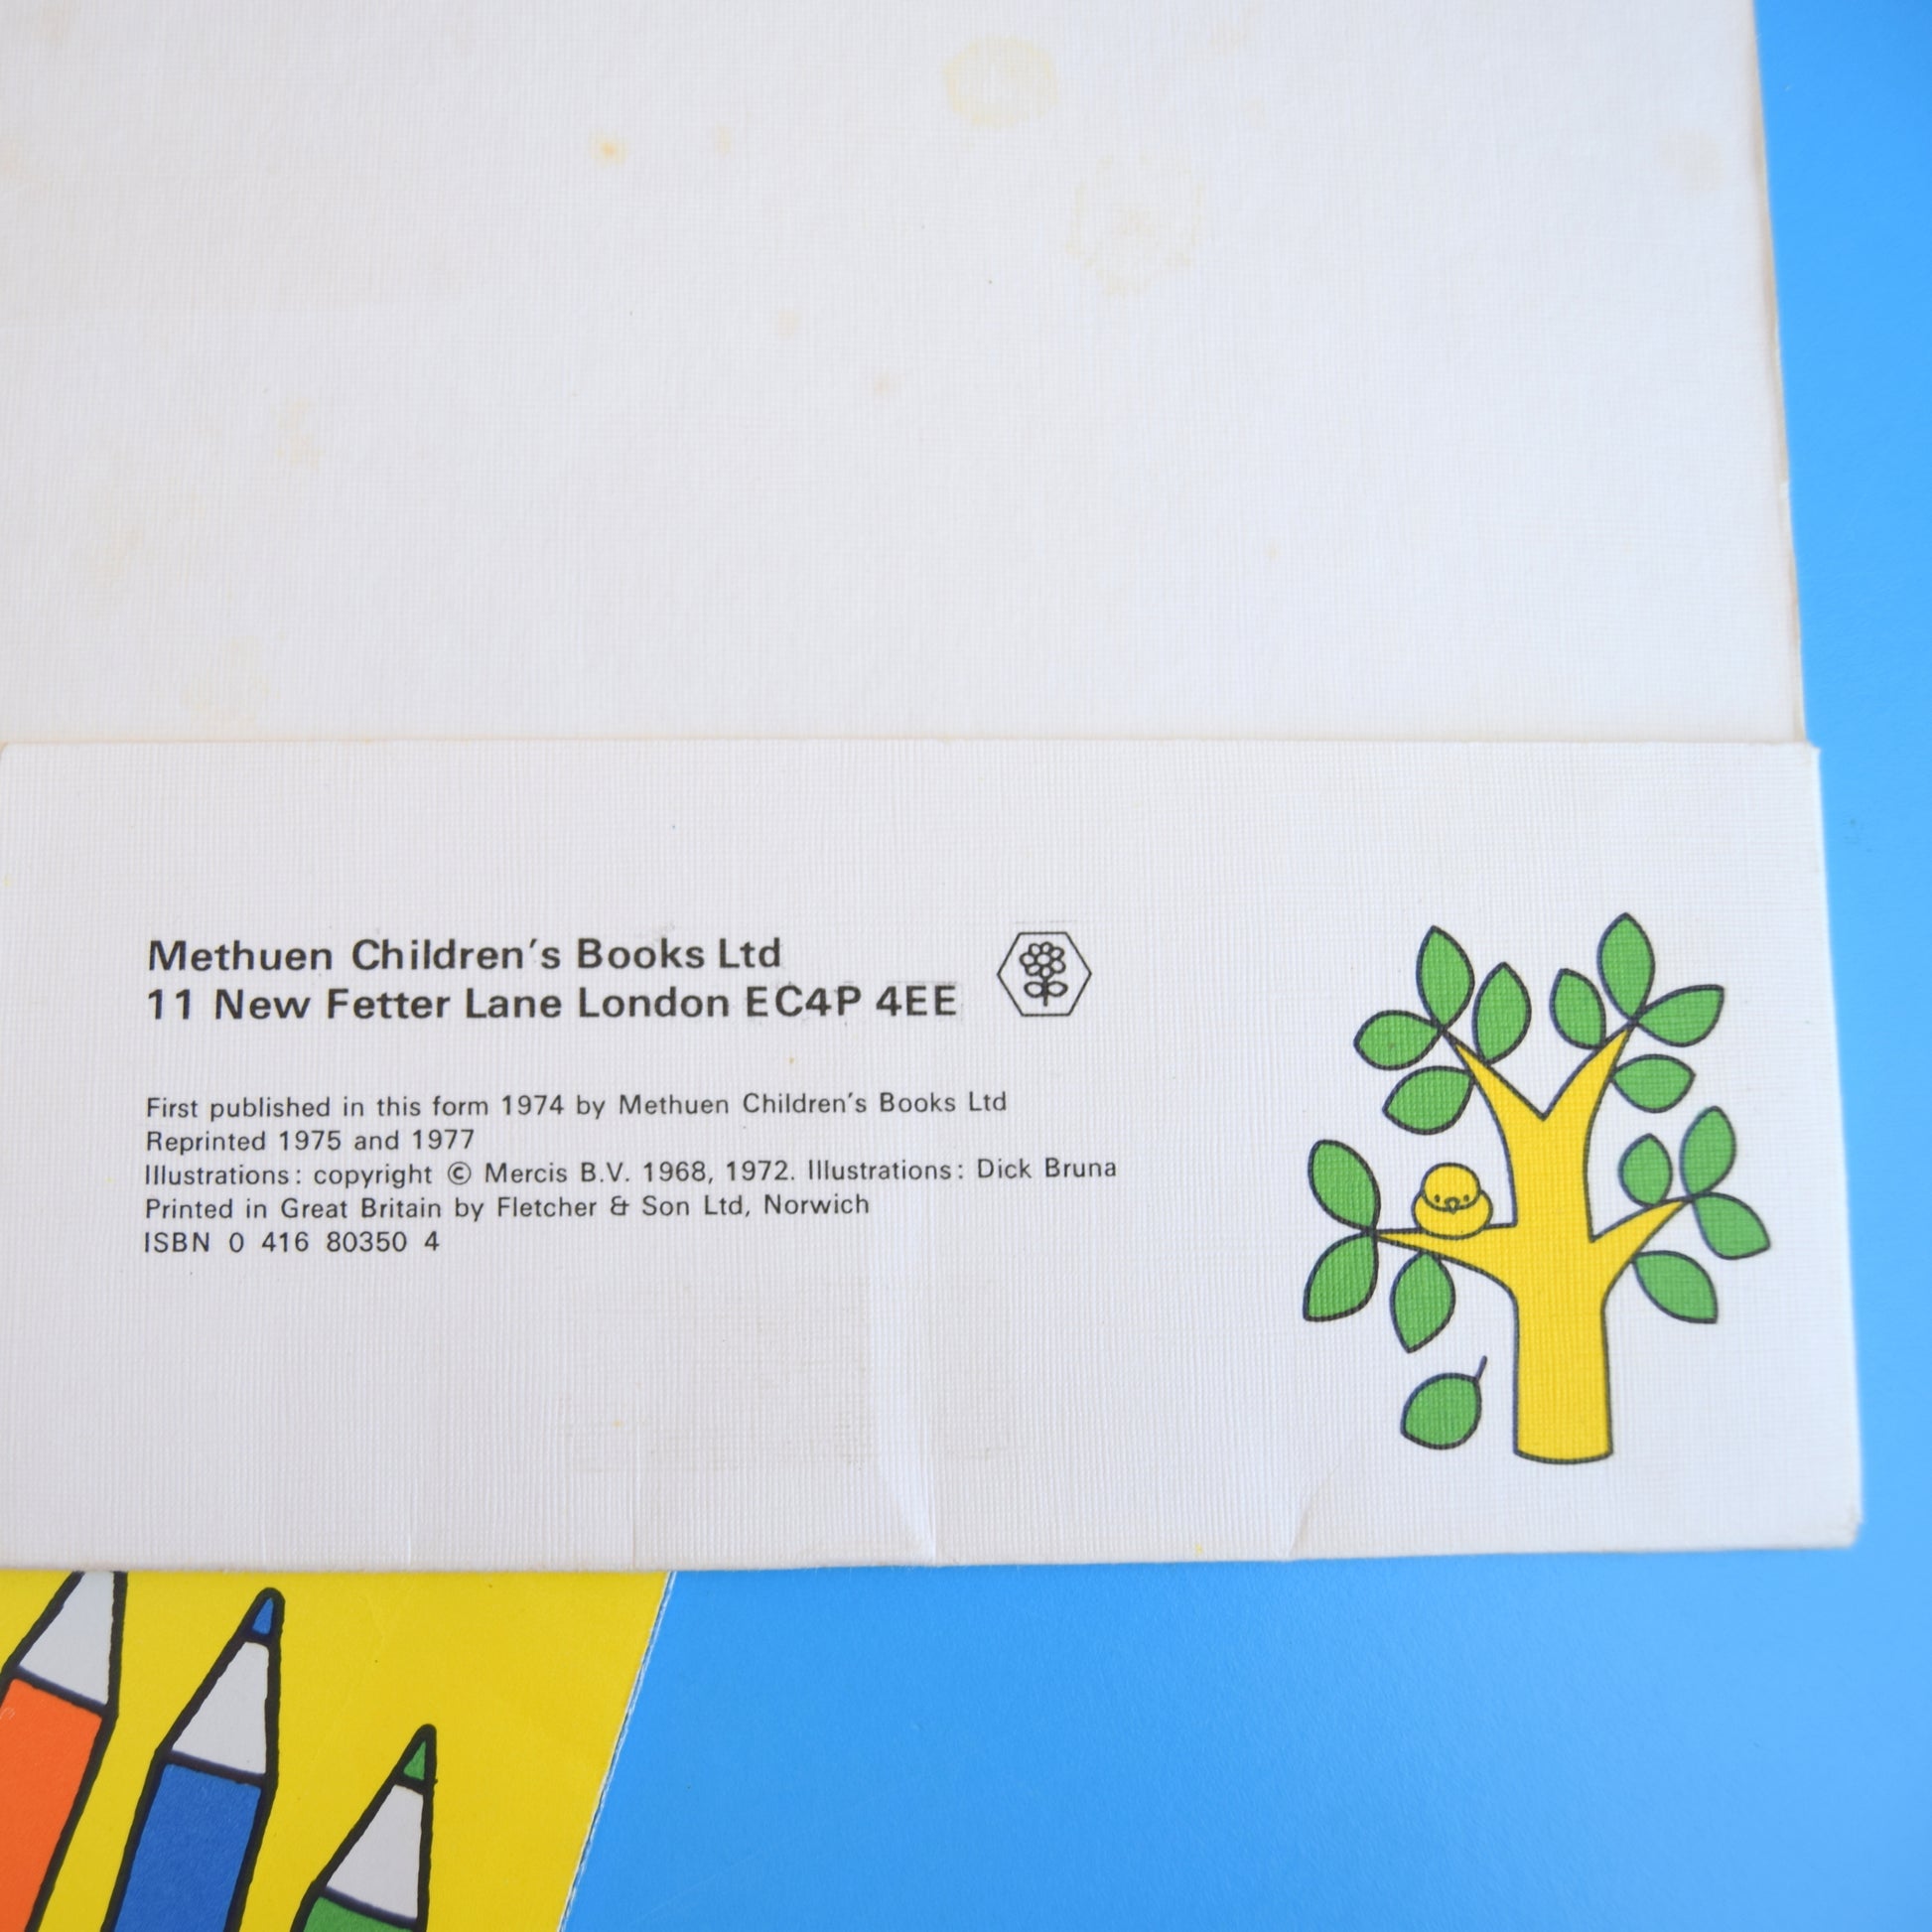 Methuen Children's Books Ltd
11 New Fetter Lane London EC4P 4EE
First published in this form 1974 by Methuen Children's Books Ltd
Reprinted 1975 and 1977
Illustrations: copyright © Mercis B.V. 1968, 1972. Illustrations: Dick Bruna
Printed in Great Britain by Fletcher & Son Ltd, Norwich
ISBN 0 416 80350 4